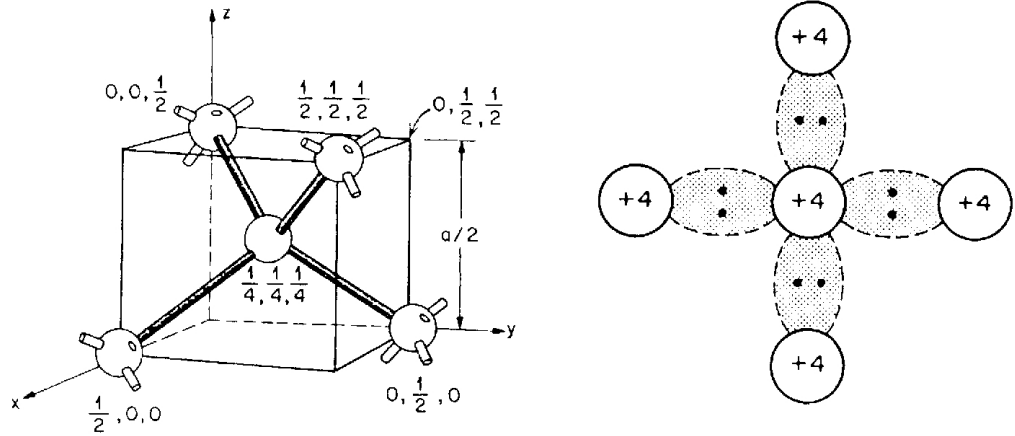 z
0, 0, 1/2
1/2, 1/2, 1/2
0, 1/2, 1/2
a/2
1/4, 1/4, 1/4
y
x
1/2, 0, 0
0, 1/2, 0
+4
+4
+4
+4
+4